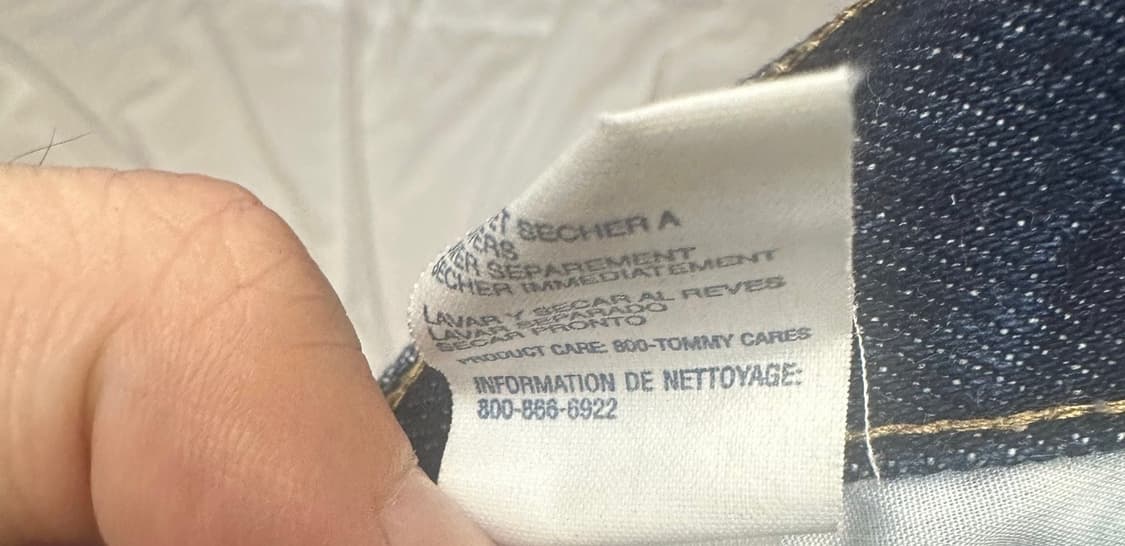 SECHER A
SEPAREMENT
IMMEDIATEMENT
LAVAR Y SECAR AL REVES
LAVAR SEPARADO
SECAR PRONTO
PRODUCT CARE 800-TOMMY CARES
INFORMATION DE NETTOYAGE:
800-866-6922